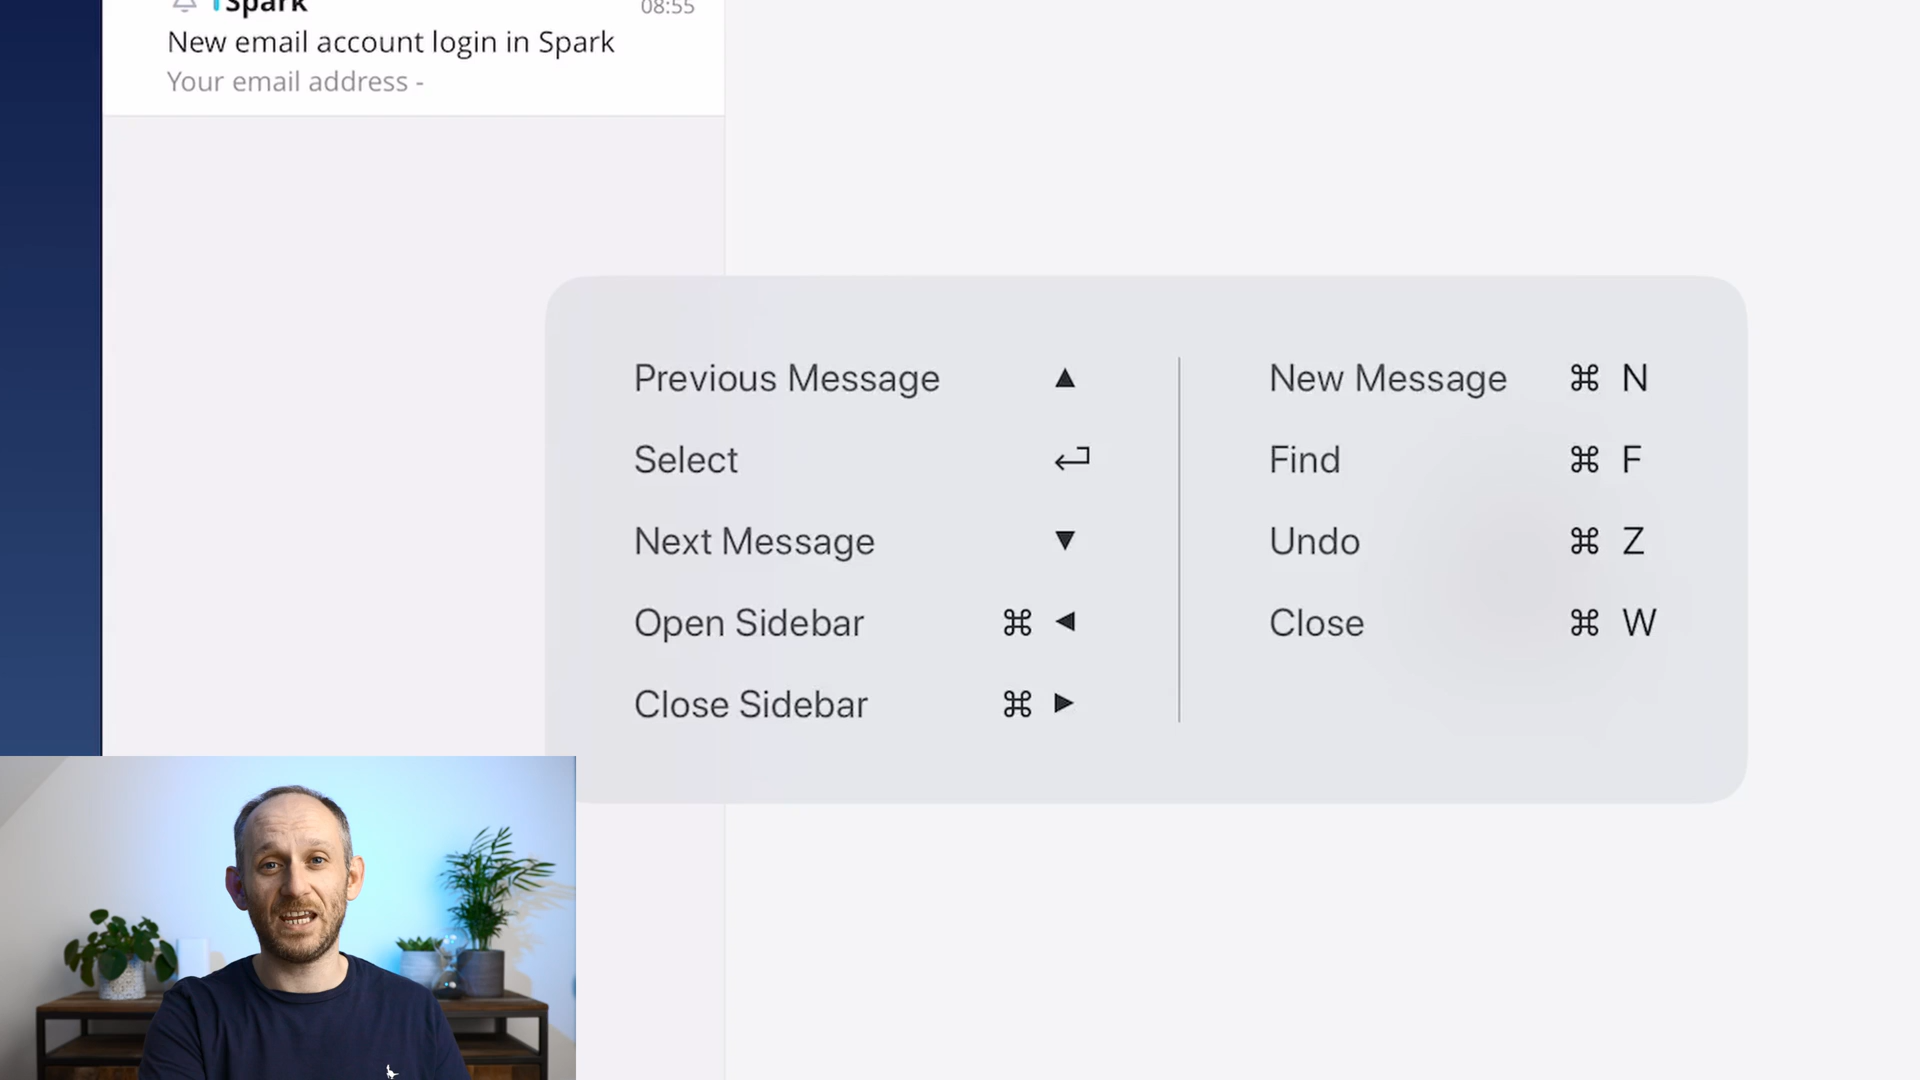 Spark 08:55
New email account login in Spark
Your email address -
Previous Message ▲
Select ↵
Next Message ▼
Open Sidebar ⌘ ◀
Close Sidebar ⌘ ▶
New Message ⌘ N
Find ⌘ F
Undo ⌘ Z
Close ⌘ W